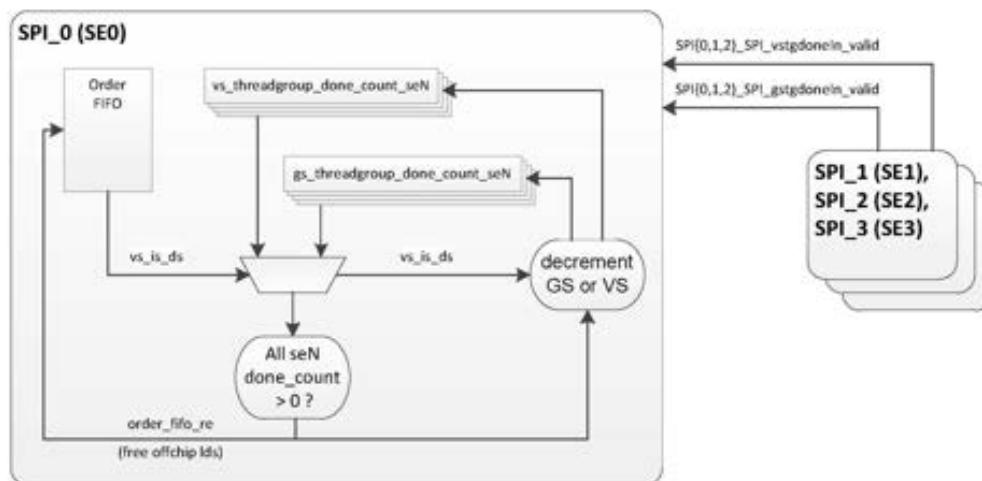 SPI_0 (SE0)
Order
FIFO
vs_threadgroup_done_count_seN
gs_threadgroup_done_count_seN
vs_is_ds
vs_is_ds
decrement
GS or VS
All seN
done_count
> 0 ?
order_fifo_re
(free offchip lds)
SPI{0,1,2}_SPI_vstgdoneIn_valid
SPI{0,1,2}_SPI_gstgdoneIn_valid
SPI_1 (SE1),
SPI_2 (SE2),
SPI_3 (SE3)